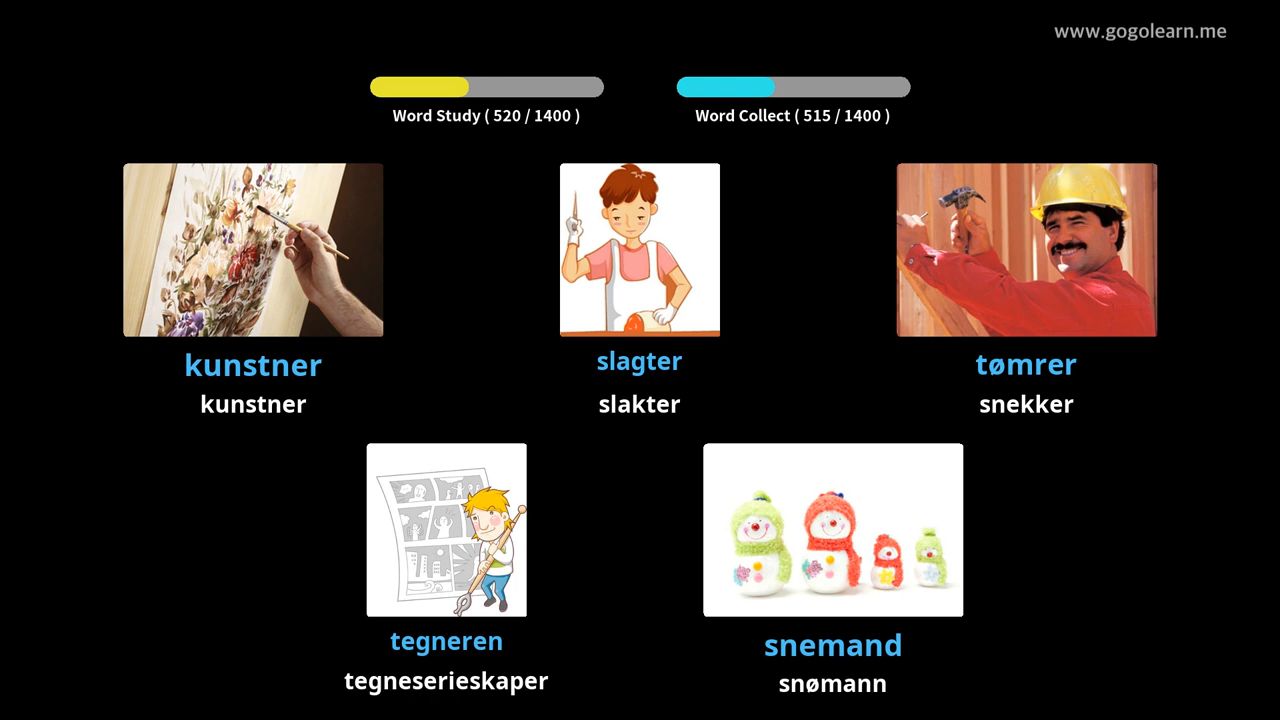 www.gogolearn.me
Word Study ( 520 / 1400 )
Word Collect ( 515 / 1400 )
kunstner
kunstner
slagter
slakter
tømrer
snekker
tegneren
tegneserieskaper
snemand
snømann